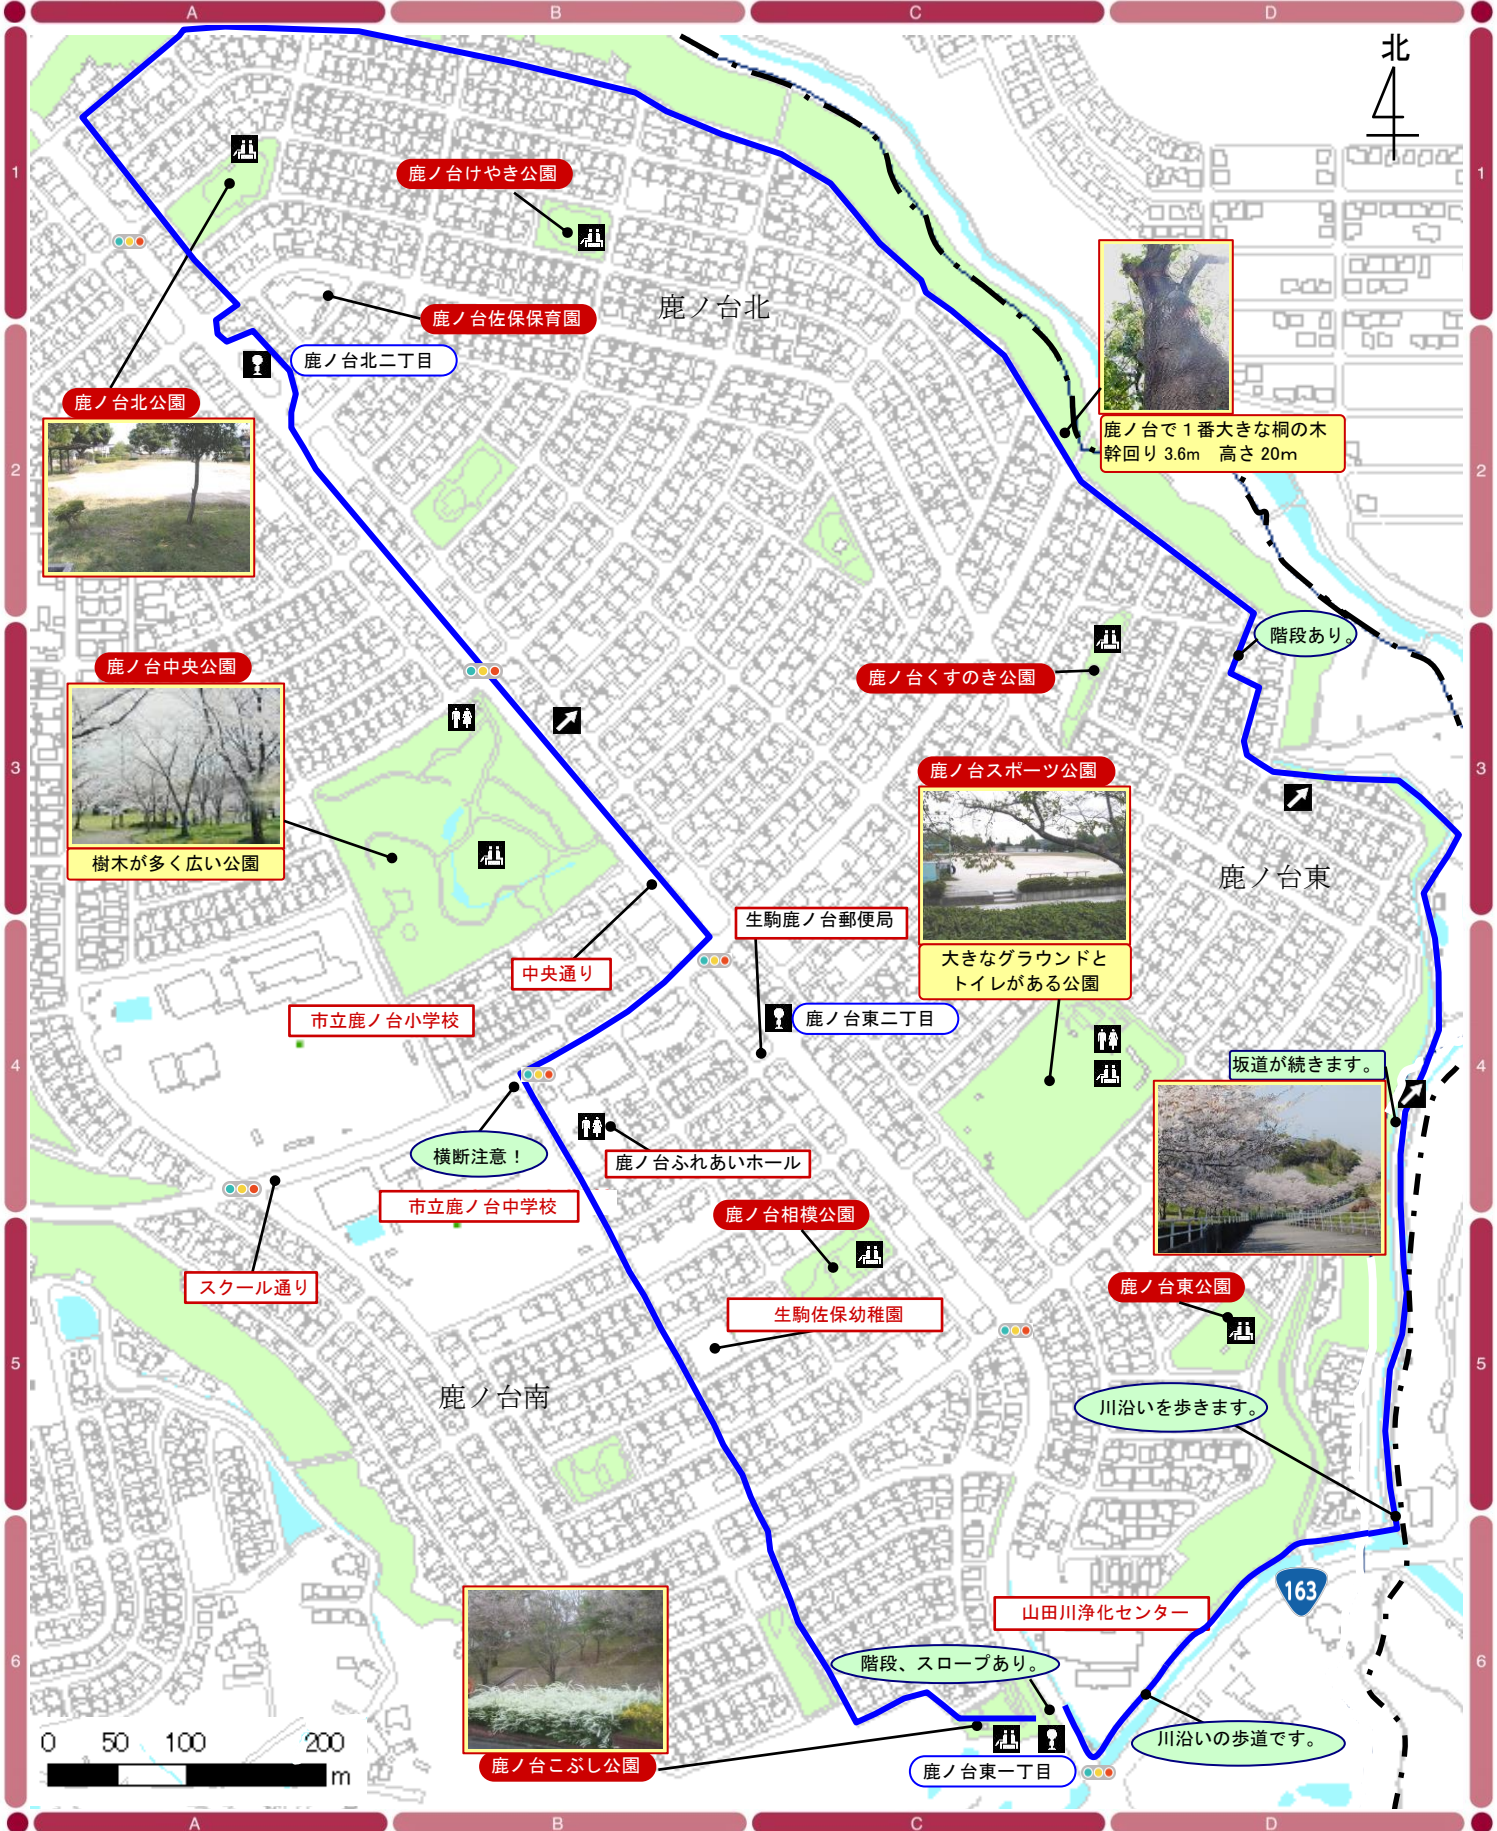 A
B
C
D
北
1
1
鹿ノ台けやき公園
鹿ノ台北
鹿ノ台佐保保育園
鹿ノ台北二丁目
鹿ノ台北公園
鹿ノ台で１番大きな桐の木
幹回り 3.6m　高さ 20m
2
2
階段あり。
鹿ノ台中央公園
鹿ノ台くすのき公園
樹木が多く広い公園
3
3
鹿ノ台スポーツ公園
鹿ノ台東
生駒鹿ノ台郵便局
大きなグラウンドと
トイレがある公園
中央通り
市立鹿ノ台小学校
鹿ノ台東二丁目
坂道が続きます。
4
4
横断注意！
鹿ノ台ふれあいホール
市立鹿ノ台中学校
鹿ノ台相模公園
スクール通り
鹿ノ台東公園
生駒佐保幼稚園
5
5
鹿ノ台南
川沿いを歩きます。
163
山田川浄化センター
階段、スロープあり。
6
6
川沿いの歩道です。
鹿ノ台こぶし公園
鹿ノ台東一丁目
0 50 100 200
m
A
B
C
D